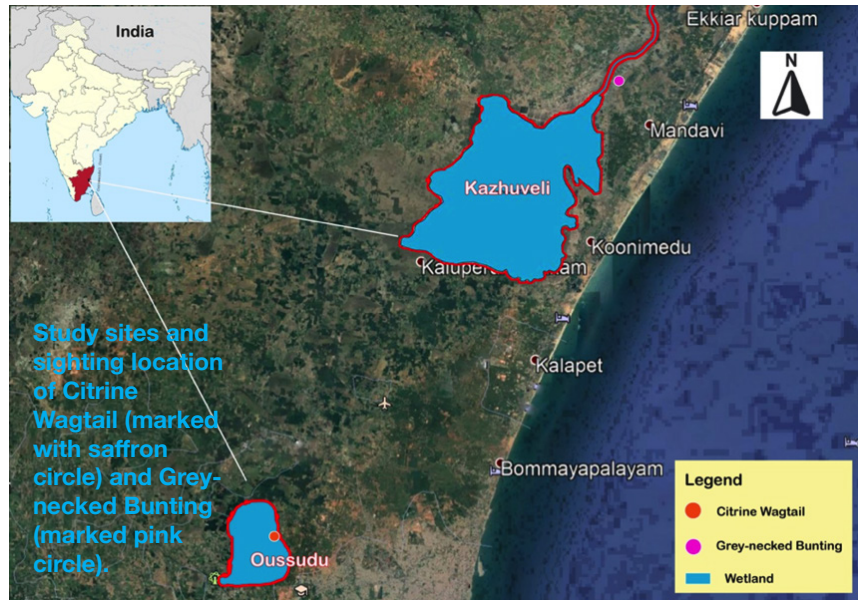 India
Ekkiar kuppam
N
Mandavi
Kazhuveli
Koonimedu
Study sites and
sighting location
of Citrine
Wagtail (marked
with saffron
circle) and Grey-
necked Bunting
(marked pink
circle).
Kalapet
Bommayapalayam
Oussudu
Legend
Citrine Wagtail
Grey-necked Bunting
Wetland